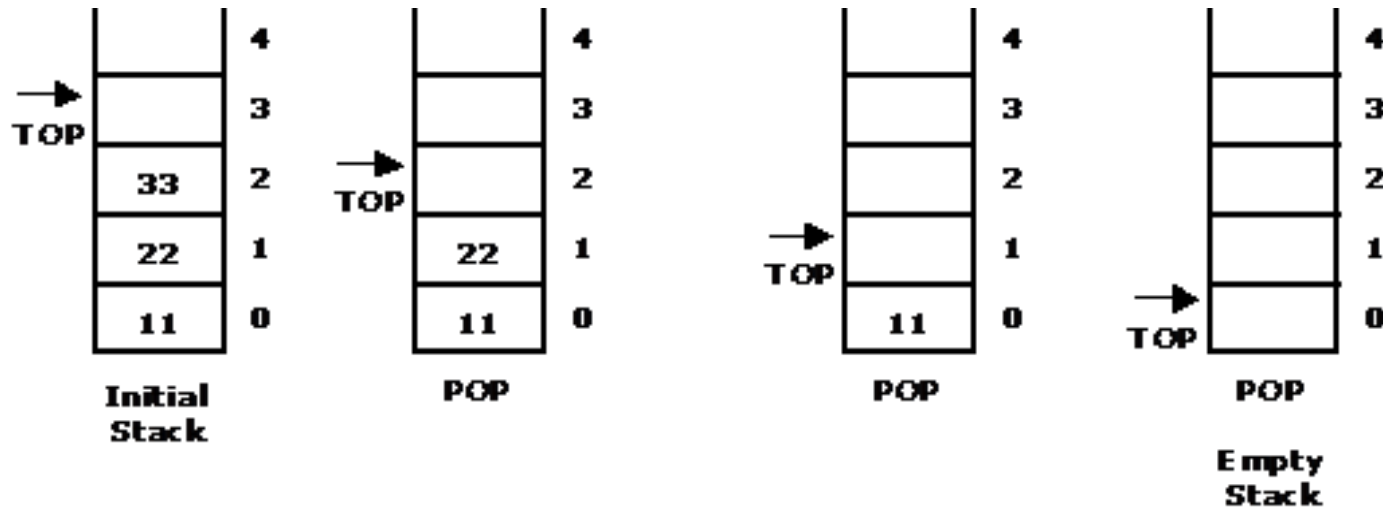 4 4 4 4
3 3 3 3
TOP
33 2 2 2 2
TOP
22 1 22 1 1 1
TOP
11 0 11 0 11 0 0
TOP
Initial
Stack
POP
POP
POP
Empty
Stack